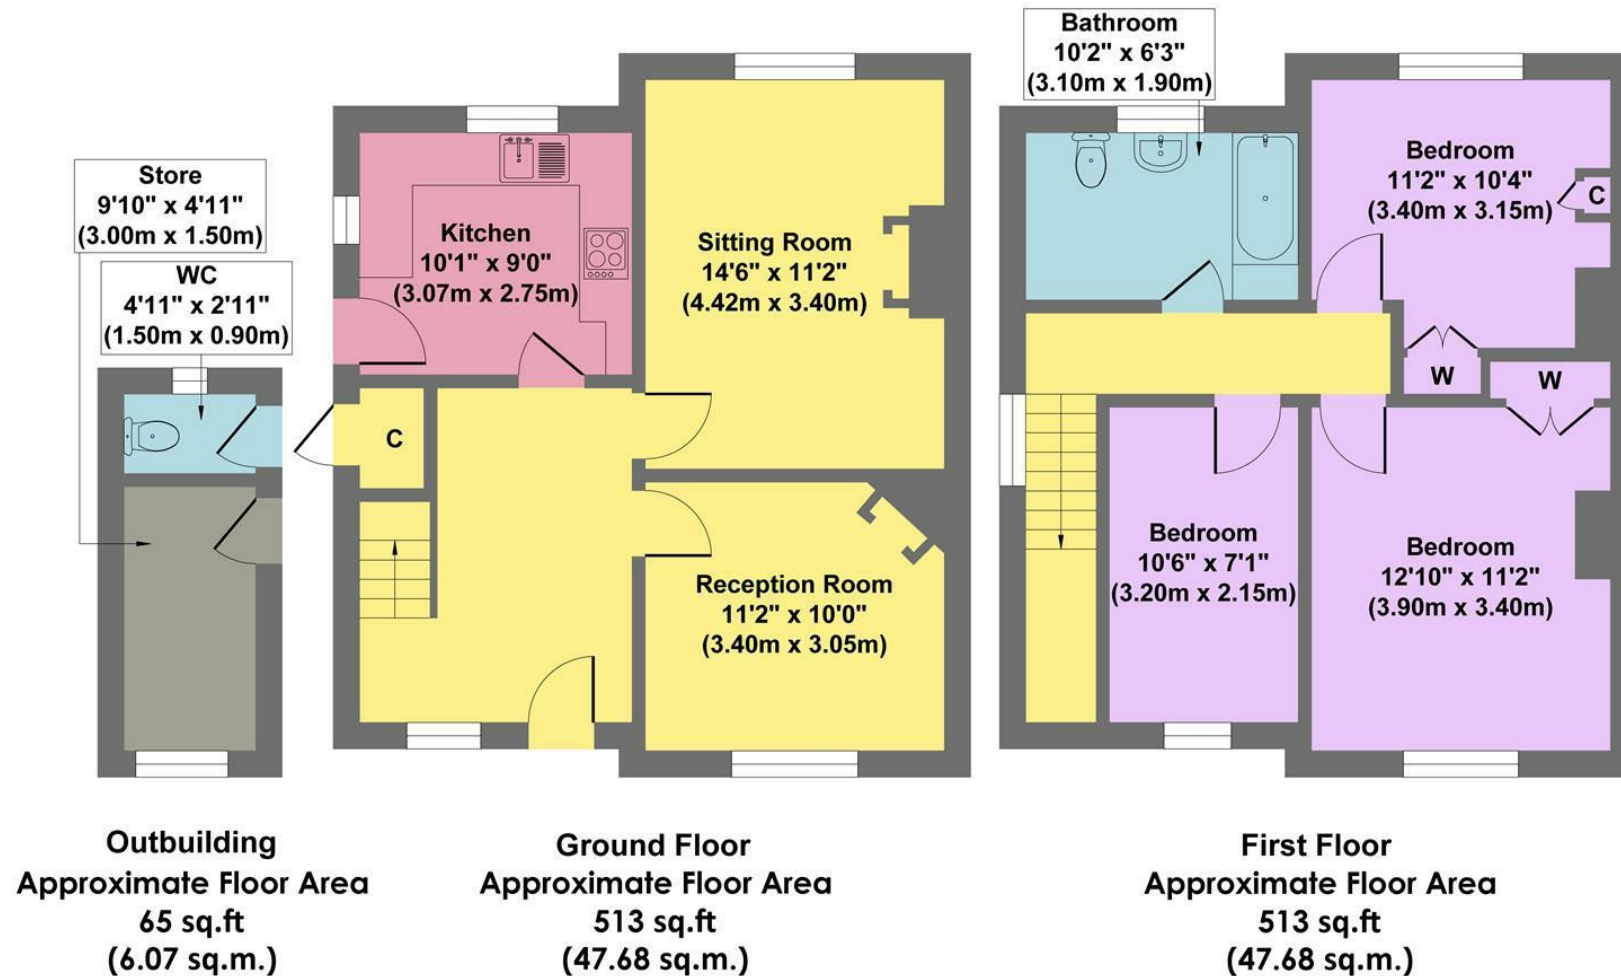 Store
9'10" x 4'11"
(3.00m x 1.50m)
WC
4'11" x 2'11"
(1.50m x 0.90m)
Kitchen
10'1" x 9'0"
(3.07m x 2.75m)
C
Sitting Room
14'6" x 11'2"
(4.42m x 3.40m)
Reception Room
11'2" x 10'0"
(3.40m x 3.05m)
Bathroom
10'2" x 6'3"
(3.10m x 1.90m)
Bedroom
11'2" x 10'4"
(3.40m x 3.15m)
C
W
W
Bedroom
10'6" x 7'1"
(3.20m x 2.15m)
Bedroom
12'10" x 11'2"
(3.90m x 3.40m)
Outbuilding
Approximate Floor Area
65 sq.ft
(6.07 sq.m.)
Ground Floor
Approximate Floor Area
513 sq.ft
(47.68 sq.m.)
First Floor
Approximate Floor Area
513 sq.ft
(47.68 sq.m.)